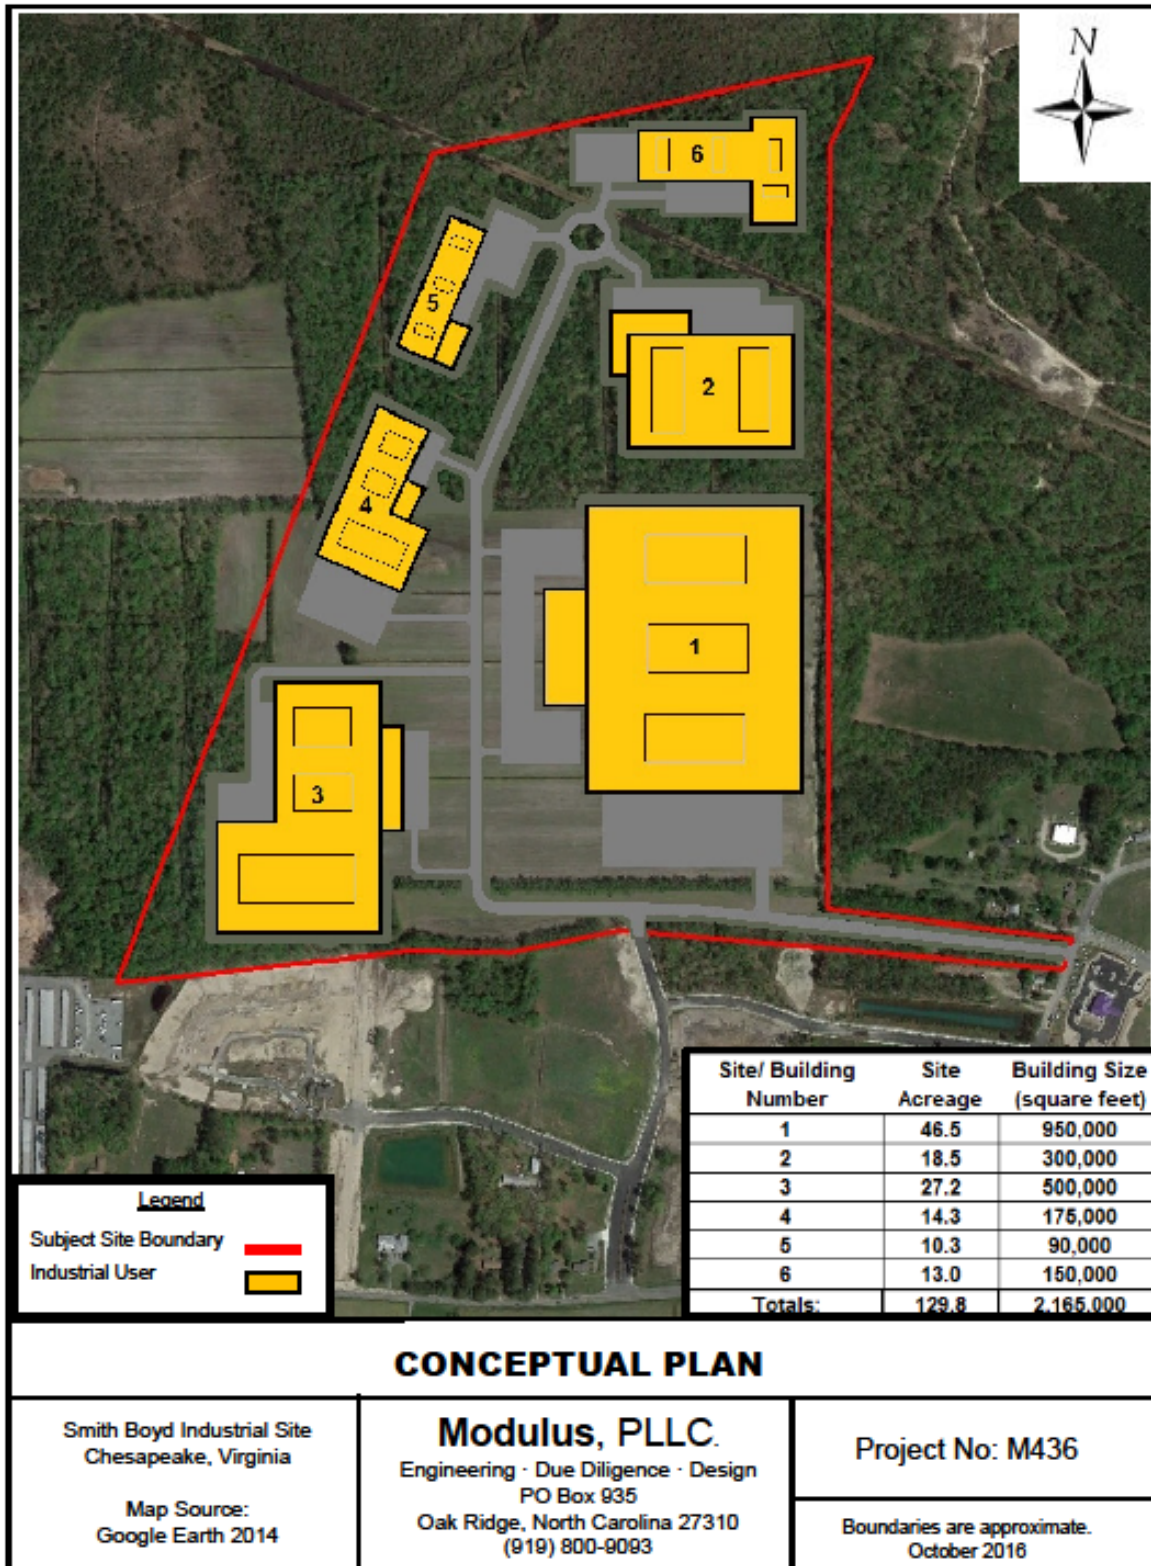 N
6
5
2
4
1
3
Site/ Building Number Site Acreage Building Size (square feet)
1 46.5 950,000
2 18.5 300,000
3 27.2 500,000
4 14.3 175,000
5 10.3 90,000
6 13.0 150,000
Totals: 129.8 2,165,000
Legend
Subject Site Boundary
Industrial User
CONCEPTUAL PLAN
Smith Boyd Industrial Site
Chesapeake, Virginia
Map Source:
Google Earth 2014
Modulus, PLLC.
Engineering · Due Diligence · Design
PO Box 935
Oak Ridge, North Carolina 27310
(919) 800-9093
Project No: M436
Boundaries are approximate.
October 2016